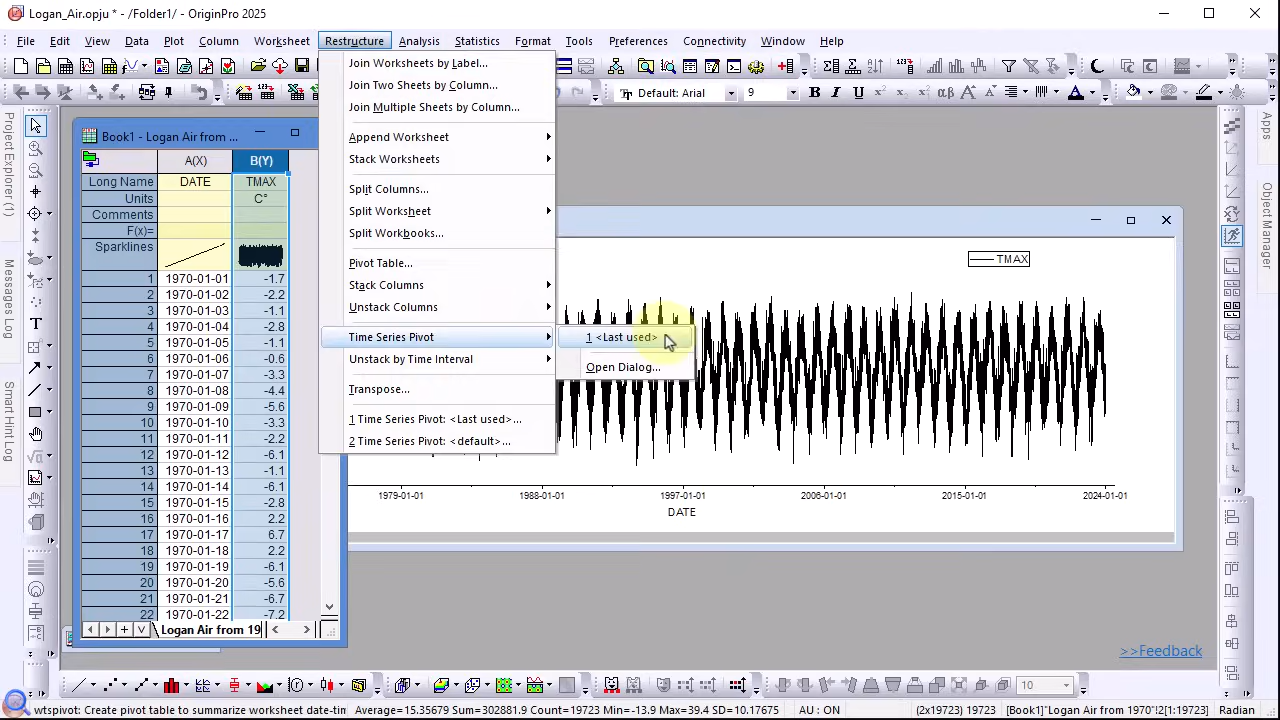 Logan_Air.opju * - /Folder1/ - OriginPro 2025
File Edit View Data Plot Column Worksheet Restructure Analysis Statistics Format Tools Preferences Connectivity Window Help
Default: Arial 9
Project Explorer (1)
Messages Log
Smart Hint Log
Book1 - Logan Air from ...
A(X) B(Y)
Long Name DATE TMAX
Units C°
Comments
F(x)=
Sparklines
1 1970-01-01 -1.7
2 1970-01-02 -2.2
3 1970-01-03 -1.1
4 1970-01-04 -2.8
5 1970-01-05 -1.1
6 1970-01-06 -0.6
7 1970-01-07 -3.3
8 1970-01-08 -4.4
9 1970-01-09 -5.6
10 1970-01-10 -3.3
11 1970-01-11 -2.2
12 1970-01-12 -6.1
13 1970-01-13 -1.1
14 1970-01-14 -6.1
15 1970-01-15 -2.8
16 1970-01-16 2.2
17 1970-01-17 6.7
18 1970-01-18 2.2
19 1970-01-19 -6.1
20 1970-01-20 -5.6
21 1970-01-21 -6.7
22 1970-01-22 -7.2
Logan Air from 19
Join Worksheets by Label...
Join Two Sheets by Column...
Join Multiple Sheets by Column...
Append Worksheet
Stack Worksheets
Split Columns...
Split Worksheet
Split Workbooks...
Pivot Table...
Stack Columns
Unstack Columns
Time Series Pivot
Unstack by Time Interval
Transpose...
1 Time Series Pivot: <Last used>...
2 Time Series Pivot: <default>...
1 <Last used>
Open Dialog...
TMAX
1979-01-01 1988-01-01 1997-01-01 2006-01-01 2015-01-01 2024-01-01
DATE
>>Feedback
10
wtspivot: Create pivot table to summarize worksheet date-tim Average=15.35679 Sum=302881.9 Count=19723 Min=-13.9 Max=39.4 SD=10.17675 AU : ON (2x19723) 19723 [Book1]"Logan Air from 1970"!2[1:19723] Radian